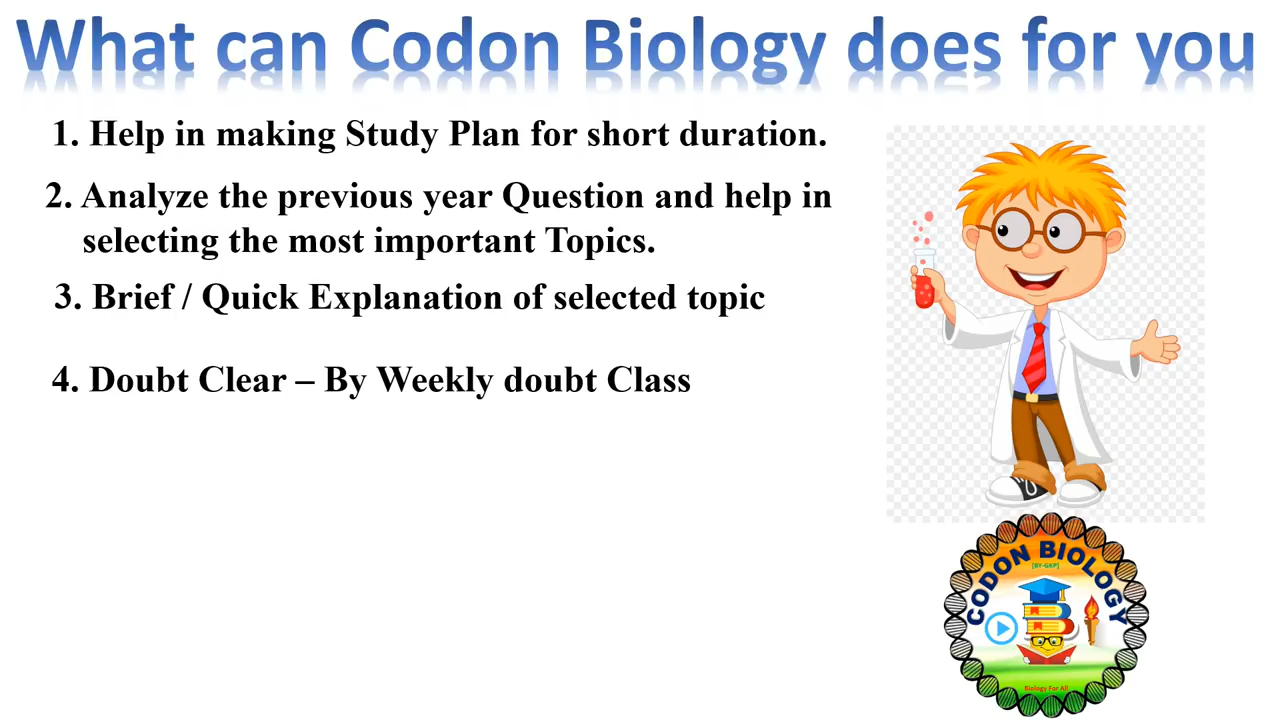 What can Codon Biology does for you
1. Help in making Study Plan for short duration.
2. Analyze the previous year Question and help in
selecting the most important Topics.
3. Brief / Quick Explanation of selected topic
4. Doubt Clear – By Weekly doubt Class
CODON BIOLOGY
[BY-GKP]
Biology For All